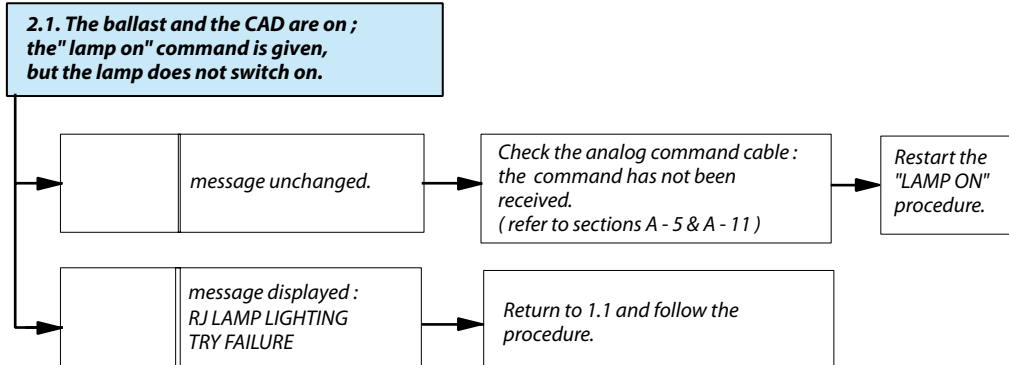 2.1. The ballast and the CAD are on ;
the" lamp on" command is given,
but the lamp does not switch on.
message unchanged.
Check the analog command cable :
the command has not been
received.
( refer to sections A - 5 & A - 11 )
Restart the
"LAMP ON"
procedure.
message displayed :
RJ LAMP LIGHTING
TRY FAILURE
Return to 1.1 and follow the
procedure.